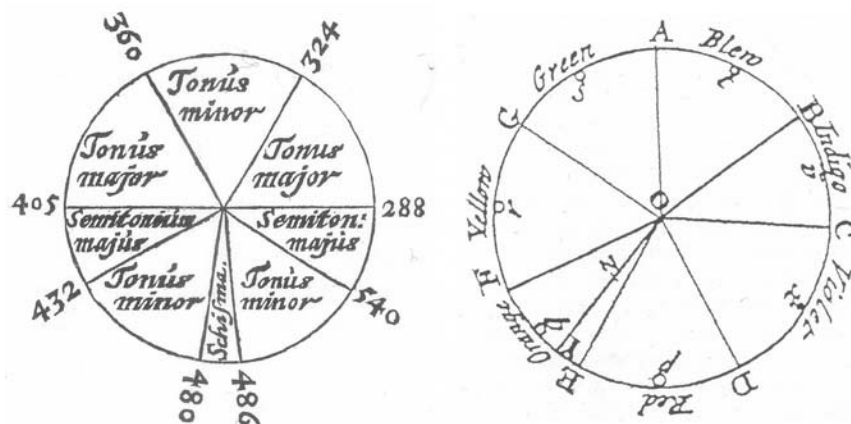 360
324
Tonus
minor
Tonus
major
Tonus
major
405
288
Semitonium
majus
Semiton:
majus
432
540
Tonus
minor
Schisma.
Tonus
minor
480
486
A
Green
Blew
s
t
G
B
Indigo
v
Yellow
r
O
C
F
z
Violet
x
Orange
q
Y
E
p
D
Red